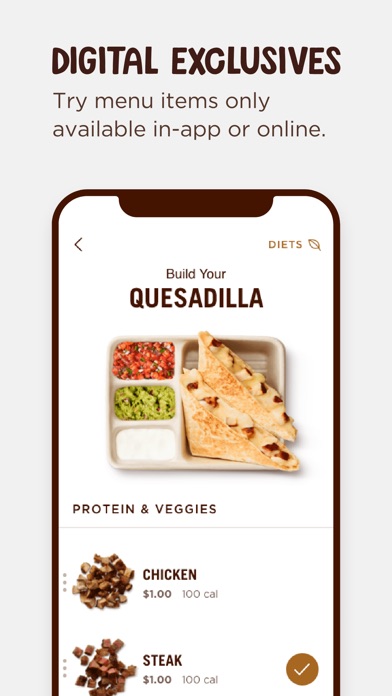 DIGITAL EXCLUSIVES
Try menu items only
available in-app or online.
DIETS
Build Your
QUESADILLA
PROTEIN & VEGGIES
CHICKEN
$1.00 100 cal
STEAK
$1.00 100 cal